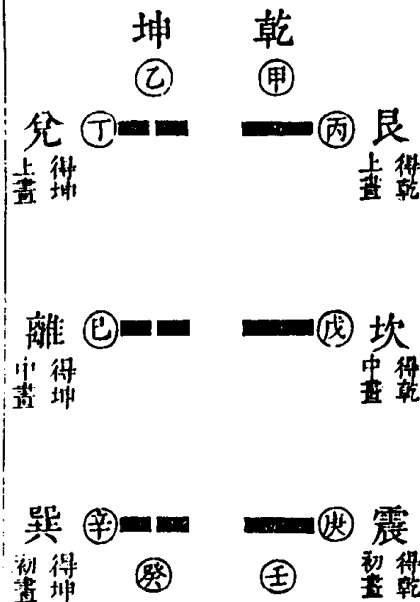 乾
甲
艮
丙
得乾
上畫
坎
戊
得乾
中畫
震
庚
得乾
初畫
壬
坤
乙
兌
丁
得坤
上畫
離
巳
得坤
中畫
巽
辛
得坤
初畫
癸